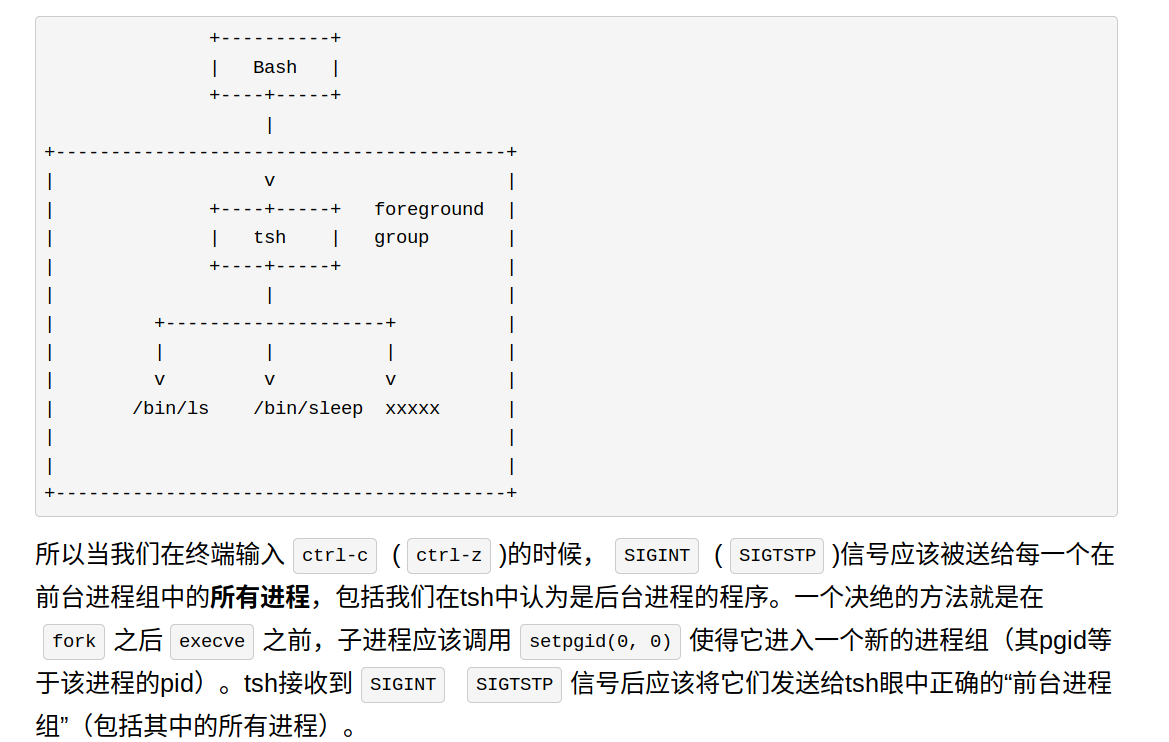 +----------+
               |   Bash   |
               +----+-----+
                    |
+-----------------------------------------+
|                   v                     |
|              +----+-----+   foreground  |
|              |   tsh    |   group       |
|              +----+-----+               |
|                   |                     |
|         +--------------------+          |
|         |         |          |          |
|         v         v          v          |
|       /bin/ls    /bin/sleep  xxxxx      |
|                                         |
|                                         |
+-----------------------------------------+
所以当我们在终端输入 ctrl-c ( ctrl-z )的时候， SIGINT ( SIGTSTP )信号应该被送给每一个在
前台进程组中的所有进程，包括我们在tsh中认为是后台进程的程序。一个决绝的方法就是在
fork 之后 execve 之前，子进程应该调用 setpgid(0, 0) 使得它进入一个新的进程组（其pgid等
于该进程的pid）。tsh接收到 SIGINT SIGTSTP 信号后应该将它们发送给tsh眼中正确的“前台进程
组”（包括其中的所有进程）。